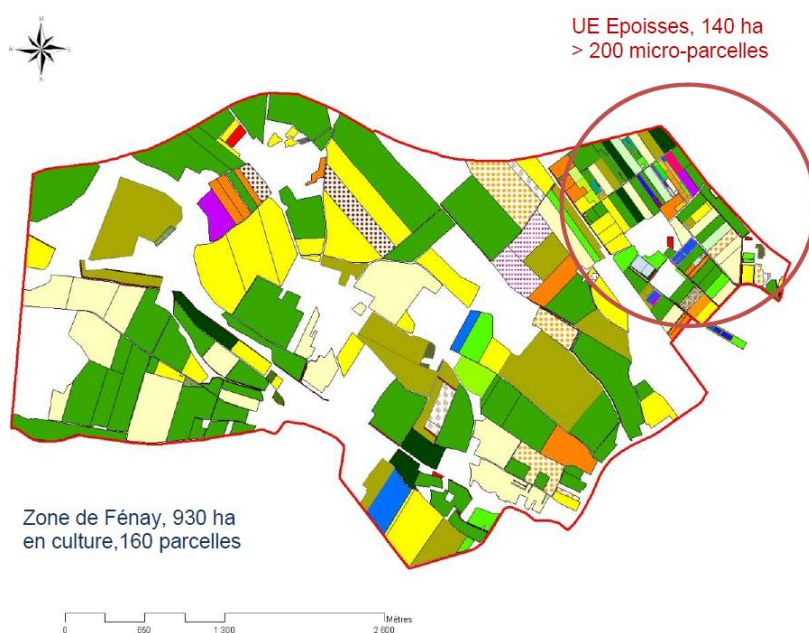 N
UE Epoisses, 140 ha
> 200 micro-parcelles
E
S
Zone de Fénay, 930 ha
en culture,160 parcelles
Mètres
0 650 1 300 2 600